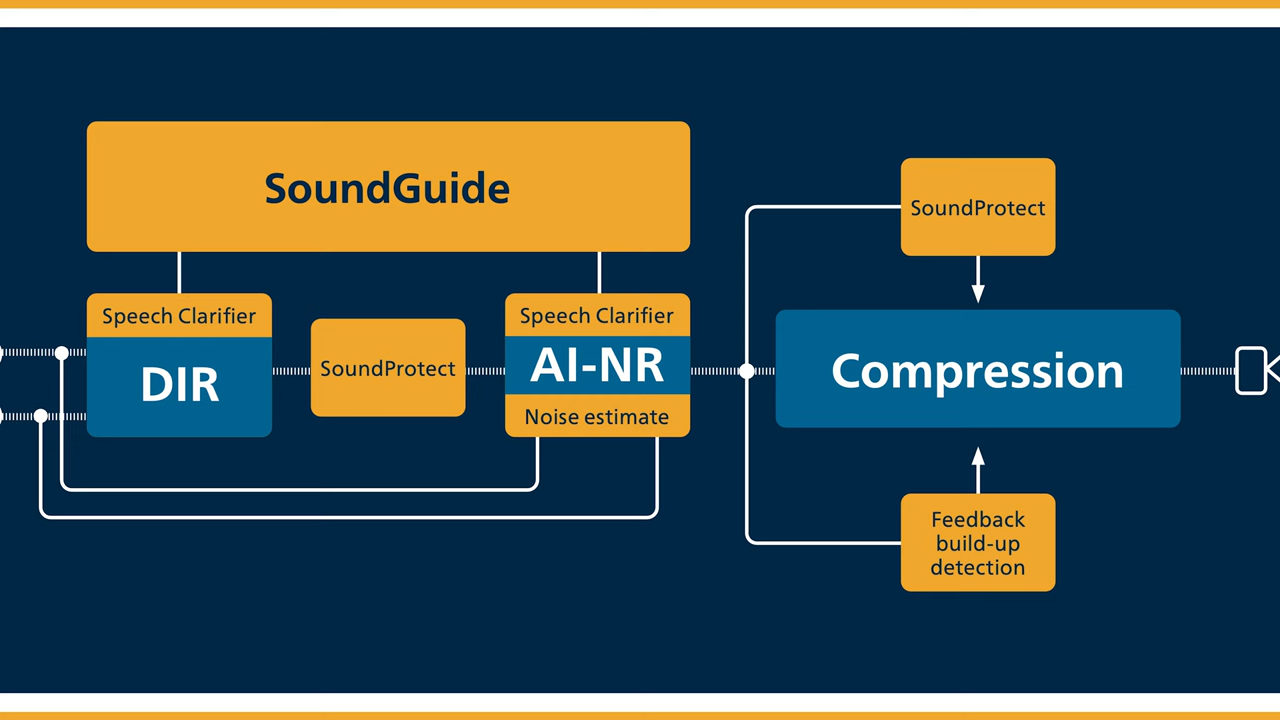 SoundGuide
Speech Clarifier
DIR
SoundProtect
Speech Clarifier
AI-NR
Noise estimate
SoundProtect
Compression
Feedback
build-up
detection